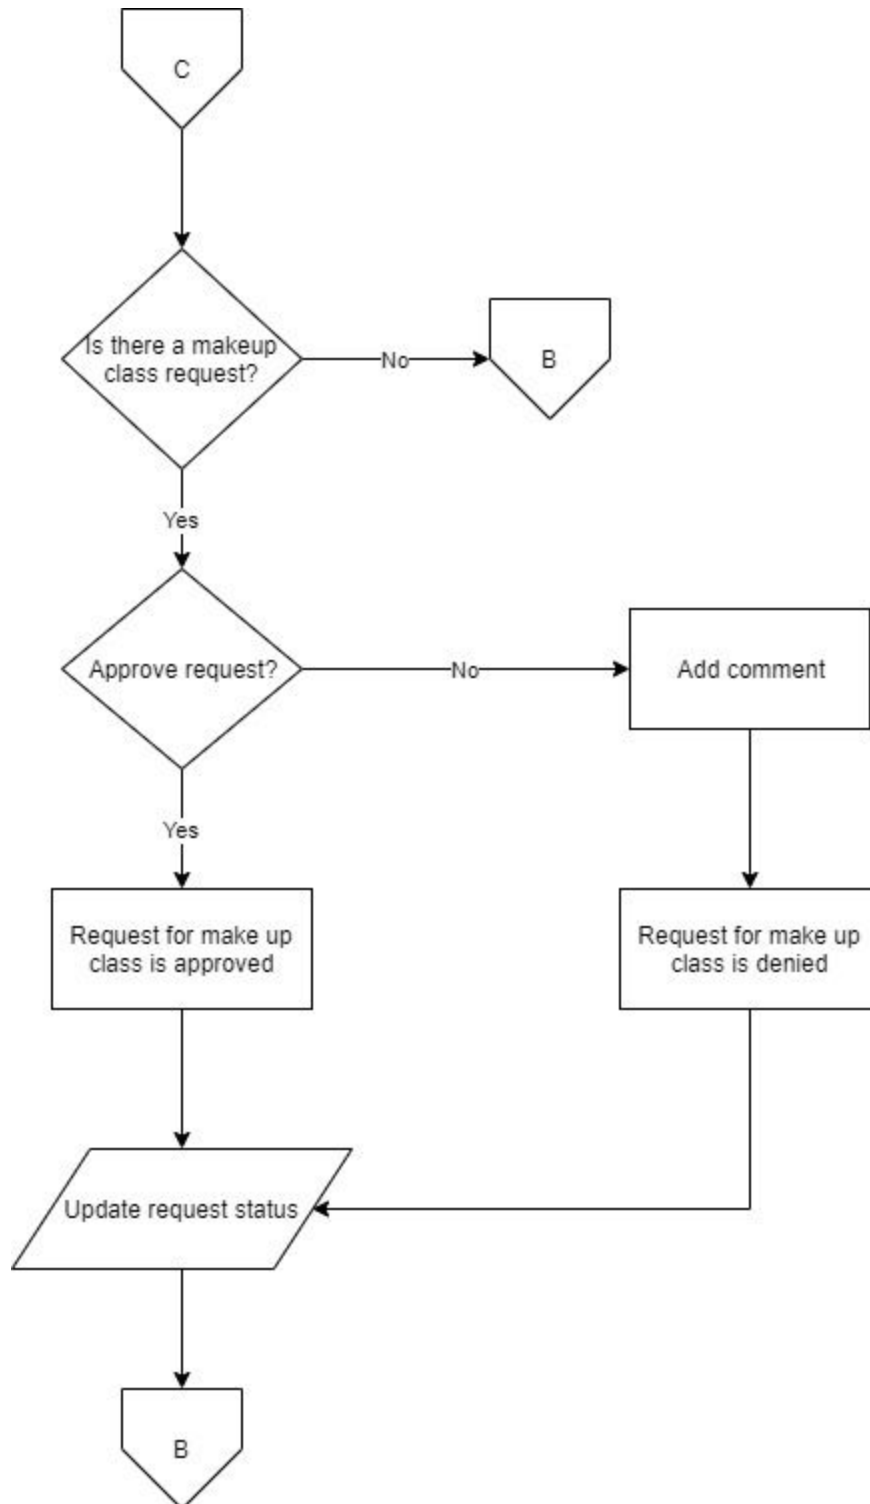 C
Is there a makeup
class request?
No
B
Yes
Approve request?
No
Add comment
Yes
Request for make up
class is approved
Request for make up
class is denied
Update request status
B